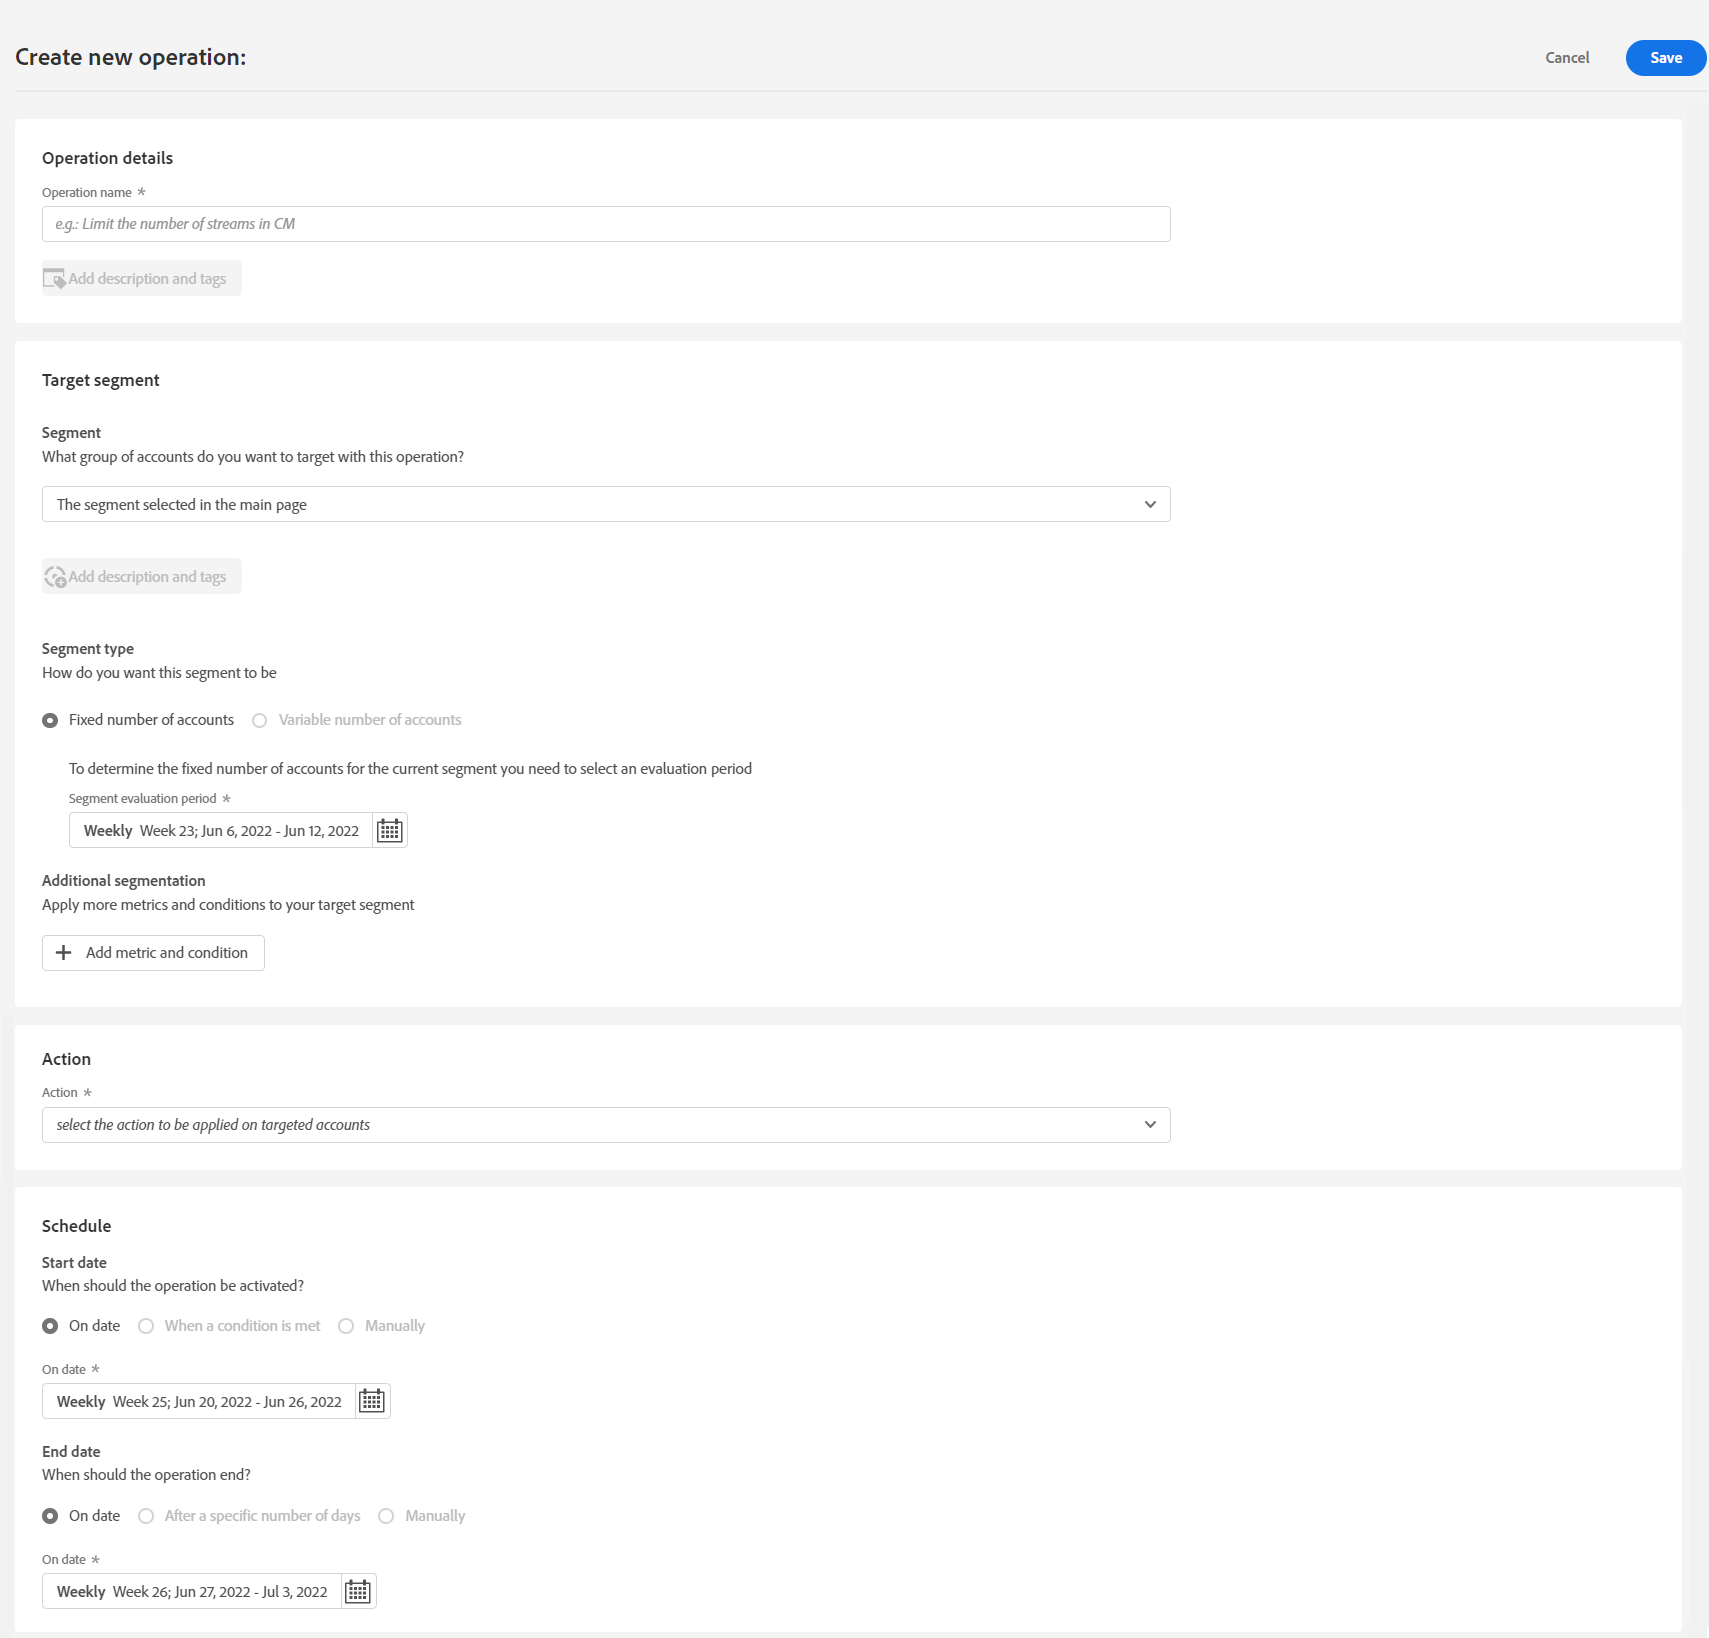 Create new operation:
Cancel
Save
Operation details
Operation name *
e.g.: Limit the number of streams in CM
Add description and tags
Target segment
Segment
What group of accounts do you want to target with this operation?
The segment selected in the main page
Add description and tags
Segment type
How do you want this segment to be
Fixed number of accounts
Variable number of accounts
To determine the fixed number of accounts for the current segment you need to select an evaluation period
Segment evaluation period *
Weekly Week 23; Jun 6, 2022 - Jun 12, 2022
Additional segmentation
Apply more metrics and conditions to your target segment
Add metric and condition
Action
Action *
select the action to be applied on targeted accounts
Schedule
Start date
When should the operation be activated?
On date
When a condition is met
Manually
On date *
Weekly Week 25; Jun 20, 2022 - Jun 26, 2022
End date
When should the operation end?
On date
After a specific number of days
Manually
On date *
Weekly Week 26; Jun 27, 2022 - Jul 3, 2022